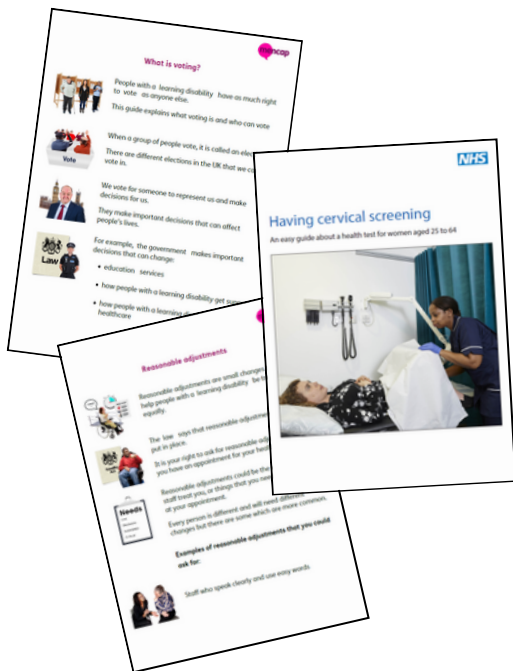 mencap
What is voting?
People with a learning disability have as much right
to vote as anyone else.
This guide explains what voting is and who can vote
When a group of people vote, it is called an
There are different elections in the UK that we
vote in.
Vote
We vote for someone to represent us and make
decisions for us.
They make important decisions that can affect
people's lives.
For example, the government makes important
decisions that can change:
Law
• education services
• how people with a learning disability get
• how people with a learning
healthcare
NHS
Having cervical screening
An easy guide about a health test for women aged 25 to 64
Reasonable adjustments
Reasonable adjustments are small changes
help people with a learning disability be
equally.
The law says that reasonable
put in place.
It is your right to ask for reasonable
you have an appointment for your
Reasonable adjustments could be the
staff treat you, or things that you
at your appointment.
Needs
Every person is different and will need different
changes but there are some which are more common.
Examples of reasonable adjustments that you could
ask for:
Staff who speak clearly and use easy words